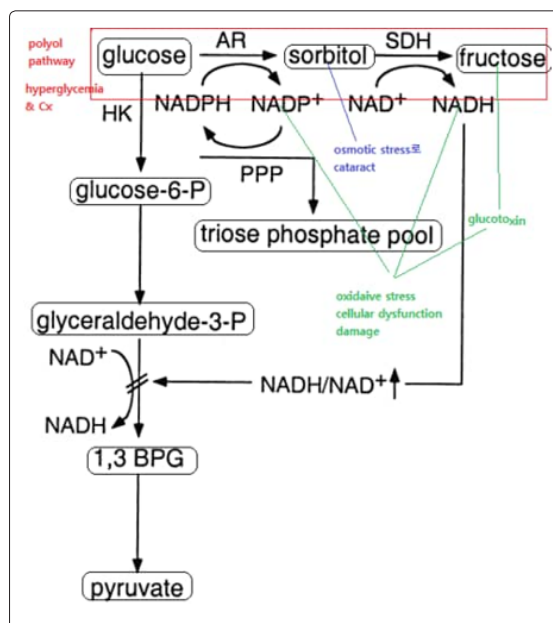 polyol
pathway
hyperglycemia
& Cx
glucose AR sorbitol SDH fructose
HK NADPH NADP+ NAD+ NADH
osmotic stress로
cataract
PPP
glucose-6-P
glucotoxin
triose phosphate pool
oxidaive stress
cellular dysfunction
damage
glyceraldehyde-3-P
NAD+
NADH/NAD+
NADH
1,3 BPG
pyruvate